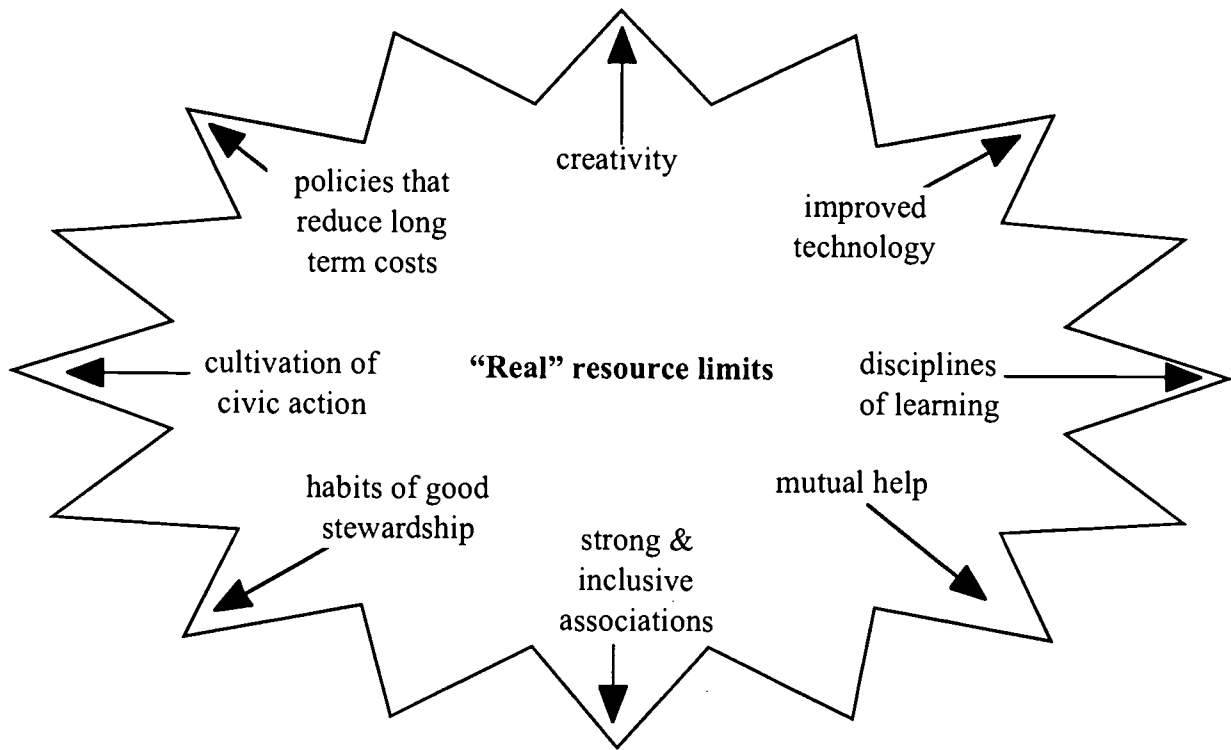 creativity
policies that
reduce long
term costs
improved
technology
cultivation of
civic action
“Real” resource limits
disciplines
of learning
habits of good
stewardship
mutual help
strong &
inclusive
associations